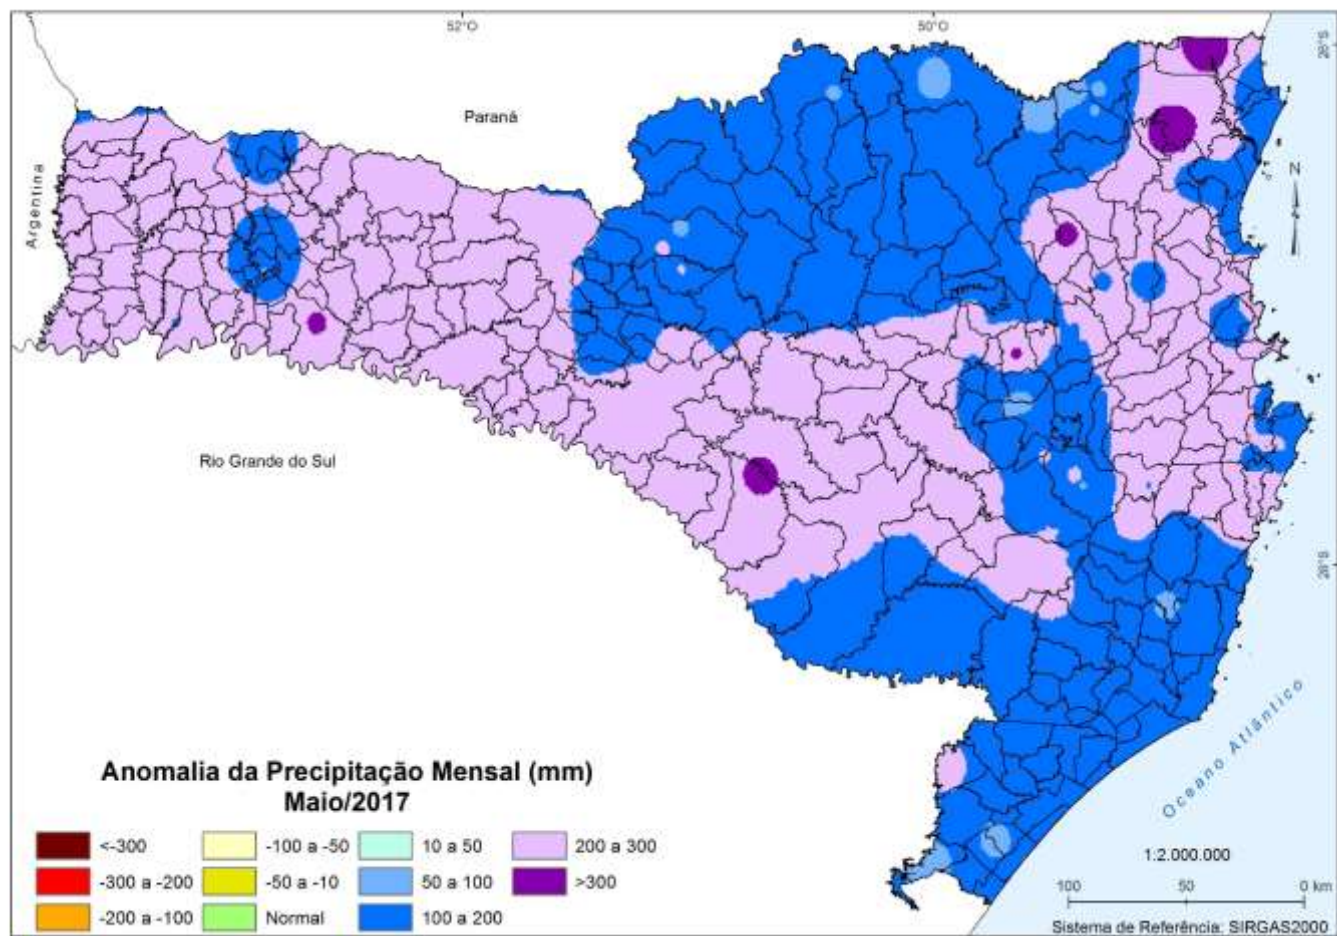 52°O
50°O
26°S
Paraná
Argentina
N
Rio Grande do Sul
28°S
Oceano Atlântico
Anomalia da Precipitação Mensal (mm)
Maio/2017
<-300
-100 a -50
10 a 50
200 a 300
-300 a -200
-50 a -10
50 a 100
>300
-200 a -100
Normal
100 a 200
1:2.000.000
100 50 0 km
Sistema de Referência: SIRGAS2000